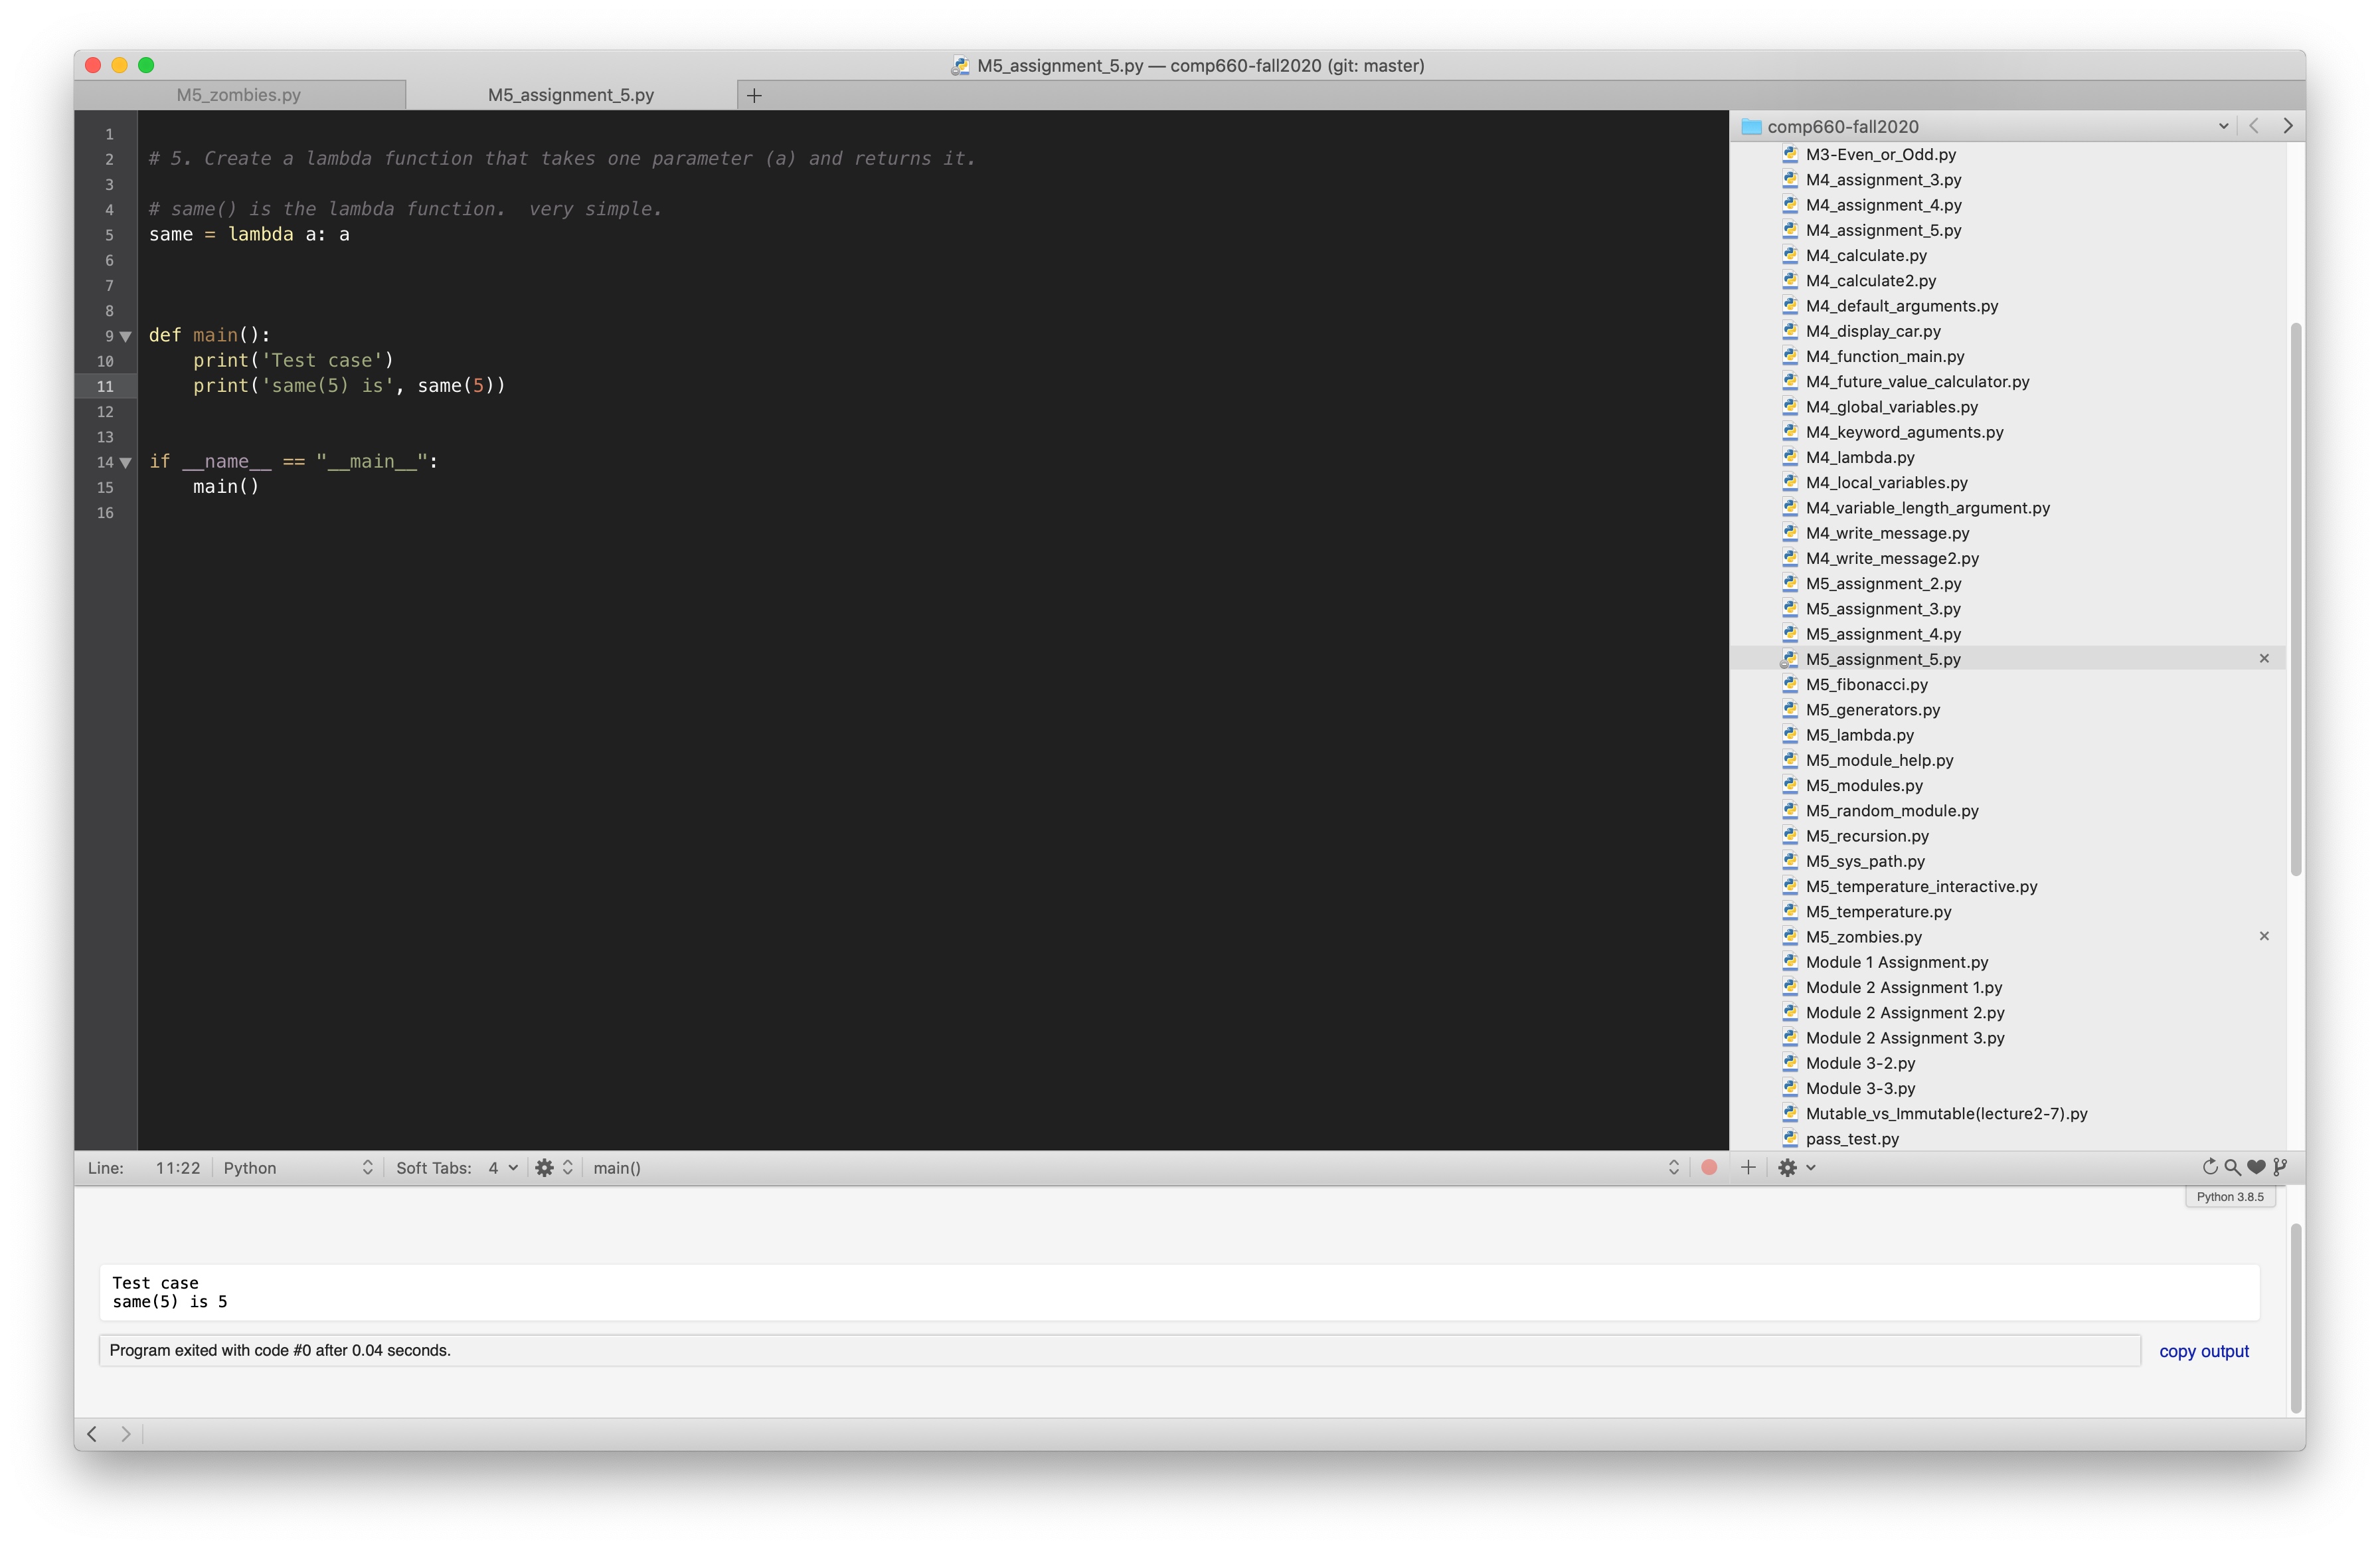 M5_assignment_5.py — comp660-fall2020 (git: master)
M5_zombies.py
M5_assignment_5.py
+
1
2 # 5. Create a lambda function that takes one parameter (a) and returns it.
3
4 # same() is the lambda function.  very simple.
5 same = lambda a: a
6
7
8
9 def main():
10     print('Test case')
11     print('same(5) is', same(5))
12
13
14 if __name__ == "__main__":
15     main()
16
comp660-fall2020
M3-Even_or_Odd.py
M4_assignment_3.py
M4_assignment_4.py
M4_assignment_5.py
M4_calculate.py
M4_calculate2.py
M4_default_arguments.py
M4_display_car.py
M4_function_main.py
M4_future_value_calculator.py
M4_global_variables.py
M4_keyword_aguments.py
M4_lambda.py
M4_local_variables.py
M4_variable_length_argument.py
M4_write_message.py
M4_write_message2.py
M5_assignment_2.py
M5_assignment_3.py
M5_assignment_4.py
M5_assignment_5.py
M5_fibonacci.py
M5_generators.py
M5_lambda.py
M5_module_help.py
M5_modules.py
M5_random_module.py
M5_recursion.py
M5_sys_path.py
M5_temperature_interactive.py
M5_temperature.py
M5_zombies.py
Module 1 Assignment.py
Module 2 Assignment 1.py
Module 2 Assignment 2.py
Module 2 Assignment 3.py
Module 3-2.py
Module 3-3.py
Mutable_vs_Immutable(lecture2-7).py
pass_test.py
Line: 11:22 Python Soft Tabs: 4 main()
Python 3.8.5
Test case
same(5) is 5
Program exited with code #0 after 0.04 seconds.
copy output